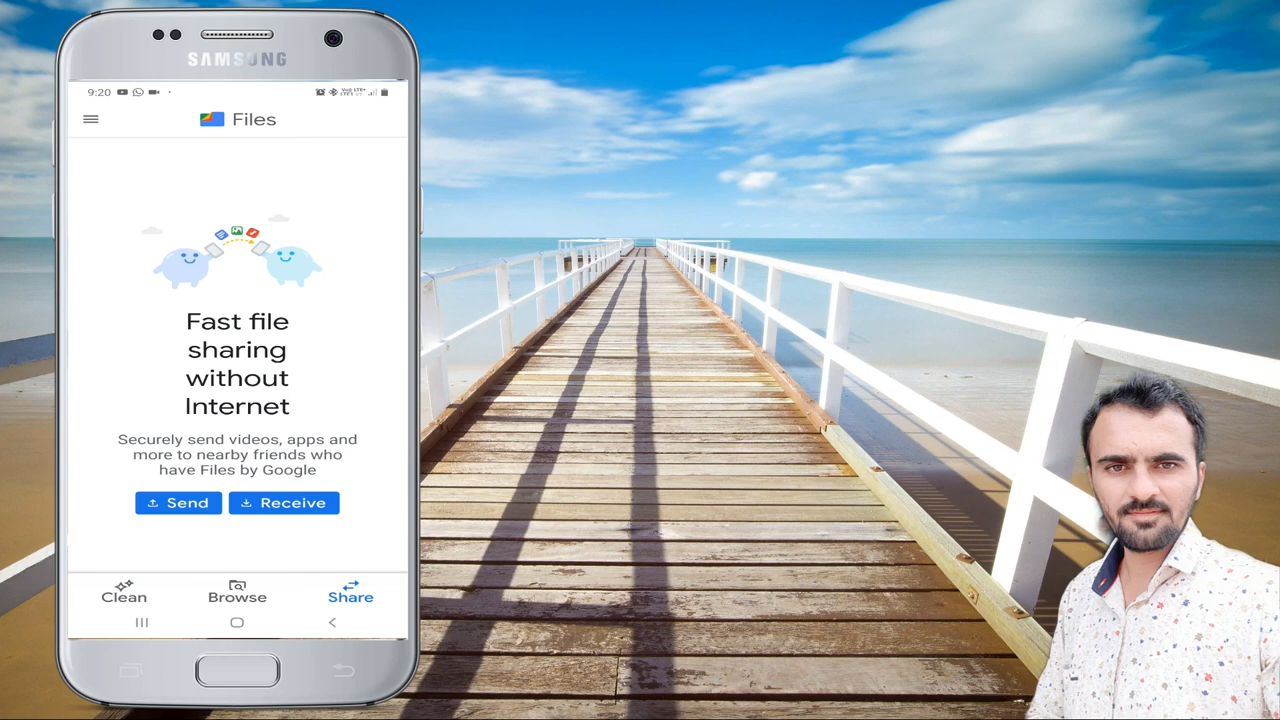 SAMSUNG
9:20
Files
Fast file
sharing
without
Internet
Securely send videos, apps and
more to nearby friends who
have Files by Google
Send Receive
Clean Browse Share